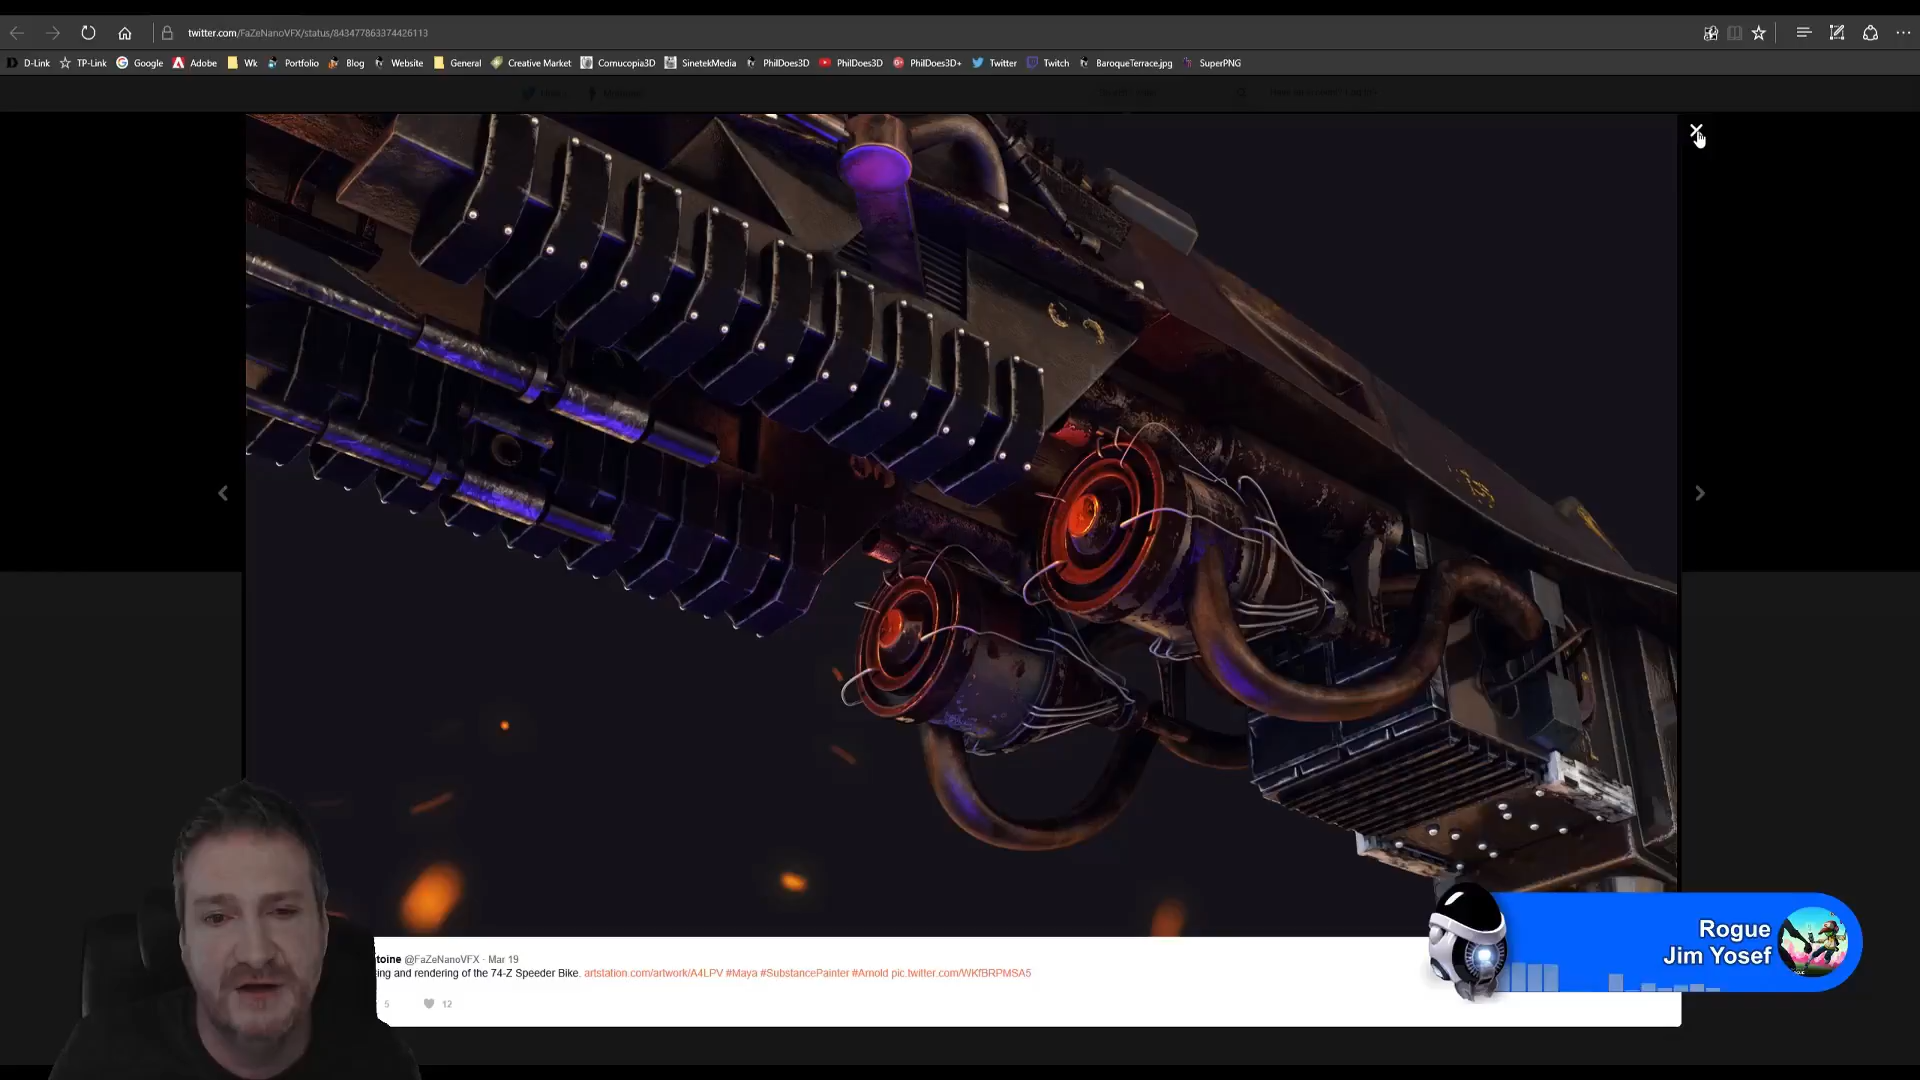 twitter.com/FaZeNanoVFX/status/843477863374426113
D-Link TP-Link Google Adobe Wk Portfolio Blog Website General Creative Market Cornucopia3D SinetekMedia PhilDoes3D PhilDoes3D PhilDoes3D+ Twitter Twitch BaroqueTerrace.jpg SuperPNG
Rogue
Jim Yosef
toine @FaZeNanoVFX - Mar 19
ing and rendering of the 74-Z Speeder Bike. artstation.com/artwork/A4LPV #Maya #SubstancePainter #Arnold pic.twitter.com/WKfBRPMSA5
5 12